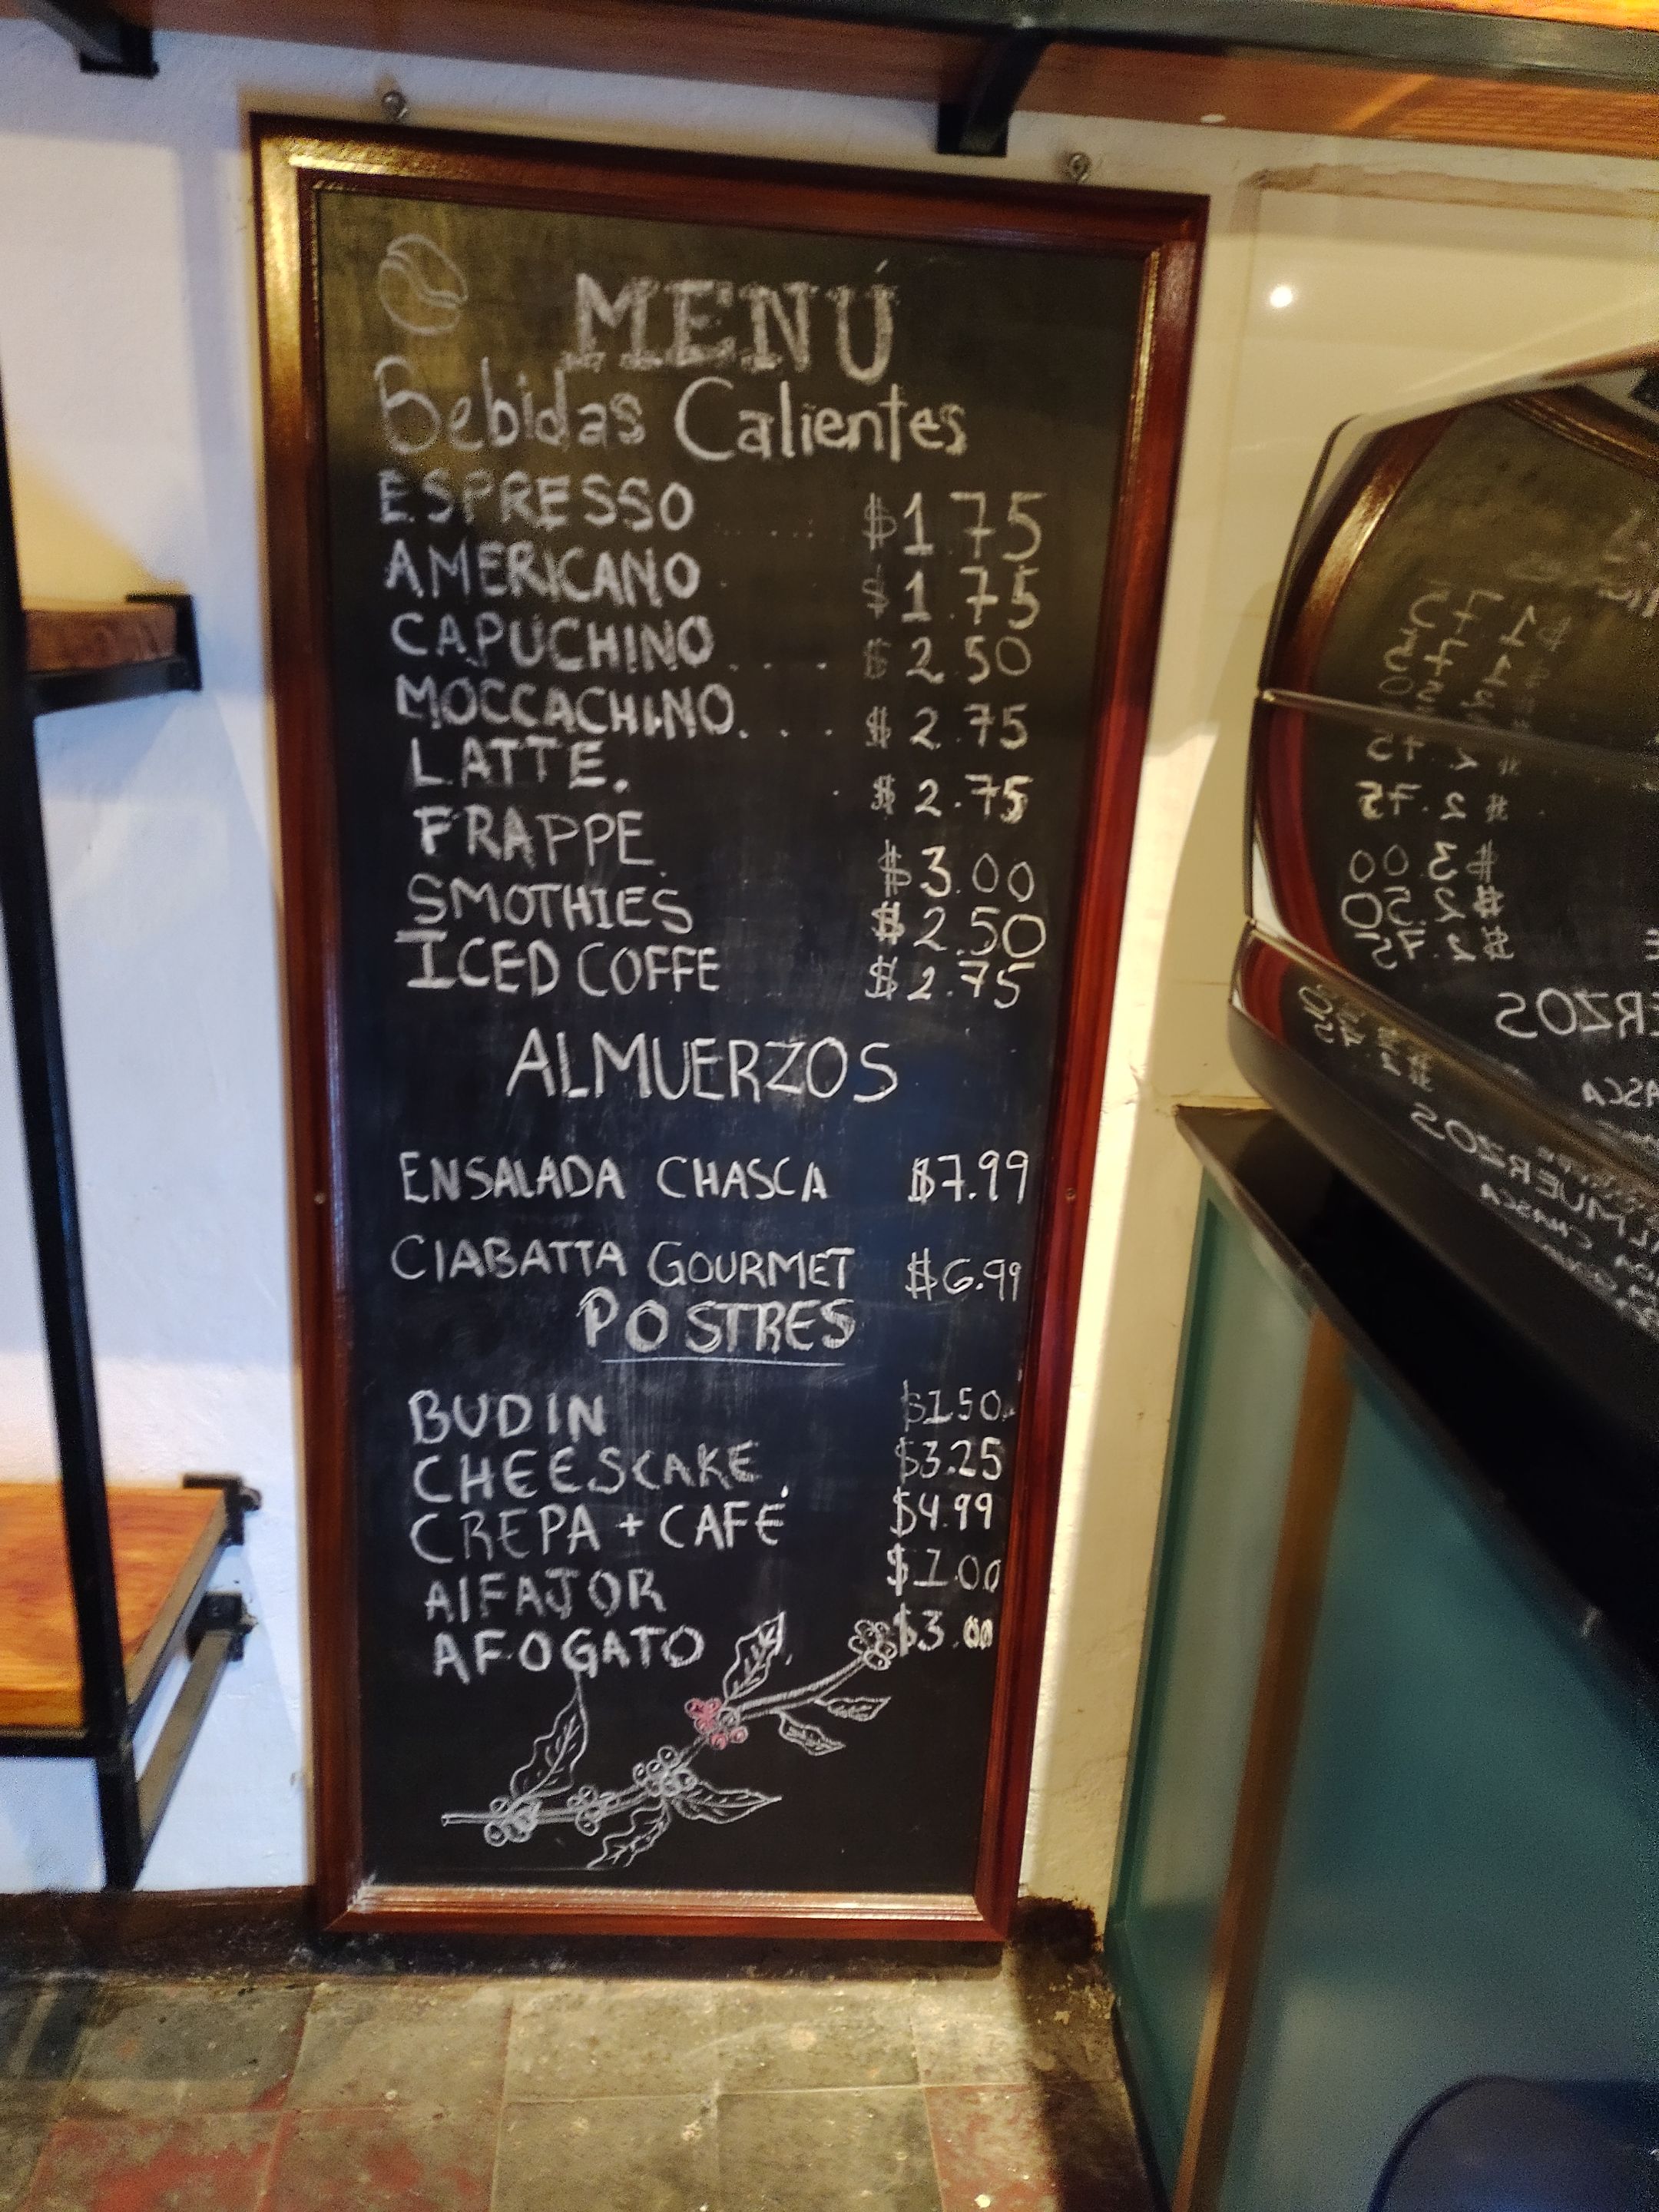 MENÚ
Bebidas Calientes
ESPRESSO ........ $1.75
AMERICANO . $1.75
CAPUCHINO .... $2.50
MOCCACHINO .... $2.75
LATTE. . $2.75
FRAPPE $3.00
SMOTHIES $2.50
ICED COFFE $2.75
ALMUERZOS
ENSALADA CHASCA $7.99
CIABATTA GOURMET $6.99
POSTRES
BUDIN $1.50
CHEESCAKE $3.25
CREPA + CAFÉ $4.99
AlFAJOR $1.00
AFOGATO $3.00